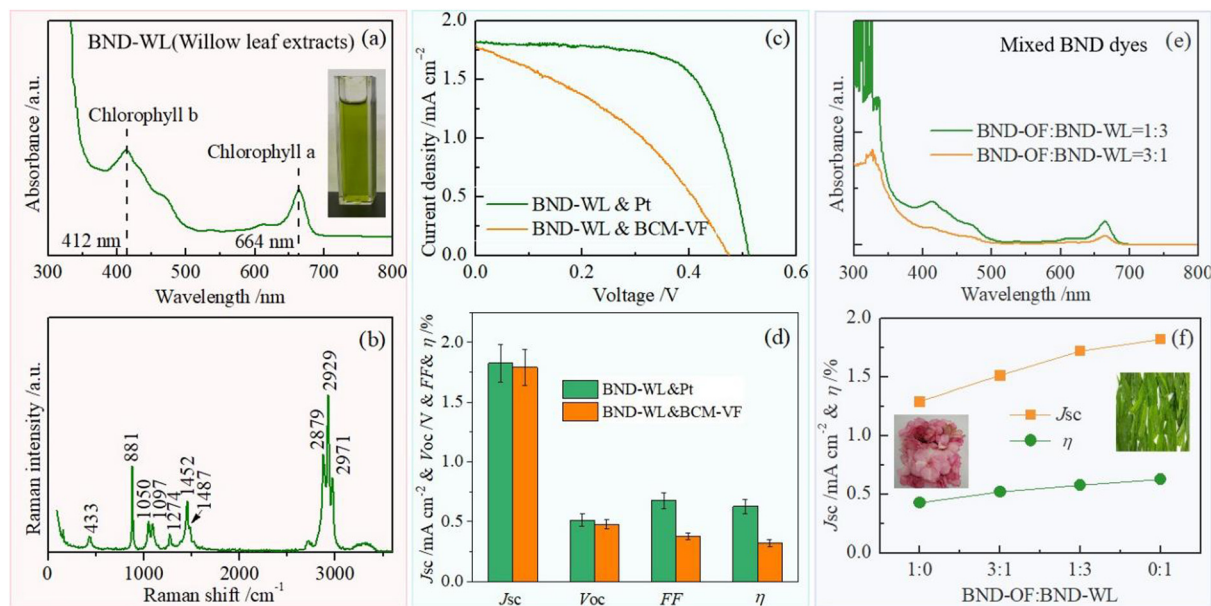 BND-WL(Willow leaf extracts) (a)
Chlorophyll b
Chlorophyll a
412 nm
664 nm
Absorbance /a.u.
300 400 500 600 700 800
Wavelength /nm
(b)
Raman intensity /a.u.
433
881
1050
1097
1274
1452
1487
2879
2929
2971
0 1000 2000 3000
Raman shift /cm-1
(c)
Current density /mA cm-2
2.0
1.5
1.0
0.5
0.0
BND-WL & Pt
BND-WL & BCM-VF
0.0 0.2 0.4 0.6
Voltage /V
(d)
Jsc /mA cm-2 & Voc /V & FF & η /%
2.0
1.5
1.0
0.5
0.0
BND-WL&Pt
BND-WL&BCM-VF
Jsc Voc FF η
Mixed BND dyes (e)
Absorbance /a.u.
BND-OF:BND-WL=1:3
BND-OF:BND-WL=3:1
300 400 500 600 700 800
Wavelength /nm
(f)
Jsc /mA cm-2 & η /%
2.0
1.5
1.0
0.5
0.0
Jsc
η
1:0 3:1 1:3 0:1
BND-OF:BND-WL